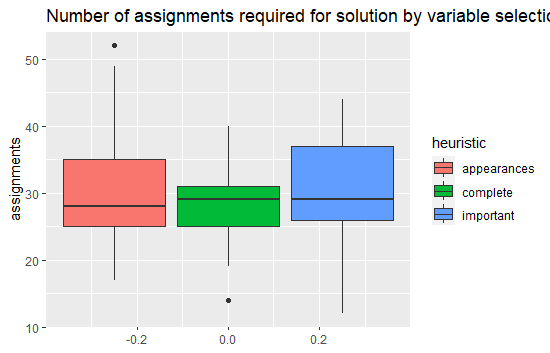 Number of assignments required for solution by variable selectio
assignments
50
40
30
20
10
-0.2
0.0
0.2
heuristic
appearances
complete
important